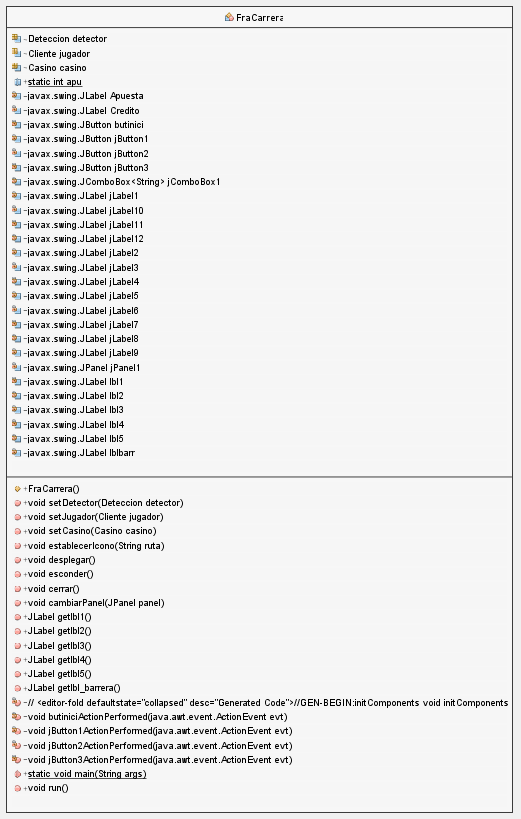 FraCarrera
- Deteccion detector
- Cliente jugador
- Casino casino
+static int apu
-javax.swing.JLabel Apuesta
-javax.swing.JLabel Credito
-javax.swing.JButton butinici
-javax.swing.JButton jButton1
-javax.swing.JButton jButton2
-javax.swing.JButton jButton3
-javax.swing.JComboBox<String> jComboBox1
-javax.swing.JLabel jLabel1
-javax.swing.JLabel jLabel10
-javax.swing.JLabel jLabel11
-javax.swing.JLabel jLabel12
-javax.swing.JLabel jLabel2
-javax.swing.JLabel jLabel3
-javax.swing.JLabel jLabel4
-javax.swing.JLabel jLabel5
-javax.swing.JLabel jLabel6
-javax.swing.JLabel jLabel7
-javax.swing.JLabel jLabel8
-javax.swing.JLabel jLabel9
-javax.swing.JPanel jPanel1
-javax.swing.JLabel lbl1
-javax.swing.JLabel lbl2
-javax.swing.JLabel lbl3
-javax.swing.JLabel lbl4
-javax.swing.JLabel lbl5
-javax.swing.JLabel lblbarr
+FraCarrera()
+void setDetector(Deteccion detector)
+void setJugador(Cliente jugador)
+void setCasino(Casino casino)
+void establecerIcono(String ruta)
+void desplegar()
+void esconder()
+void cerrar()
+void cambiarPanel(JPanel panel)
+JLabel getlbl1()
+JLabel getlbl2()
+JLabel getlbl3()
+JLabel getlbl4()
+JLabel getlbl5()
+JLabel getlbl_barrera()
-// <editor-fold defaultstate="collapsed" desc="Generated Code">//GEN-BEGIN:initComponents void initComponents
-void butiniciActionPerformed(java.awt.event.ActionEvent evt)
-void jButton1ActionPerformed(java.awt.event.ActionEvent evt)
-void jButton2ActionPerformed(java.awt.event.ActionEvent evt)
-void jButton3ActionPerformed(java.awt.event.ActionEvent evt)
+static void main(String args)
+void run()